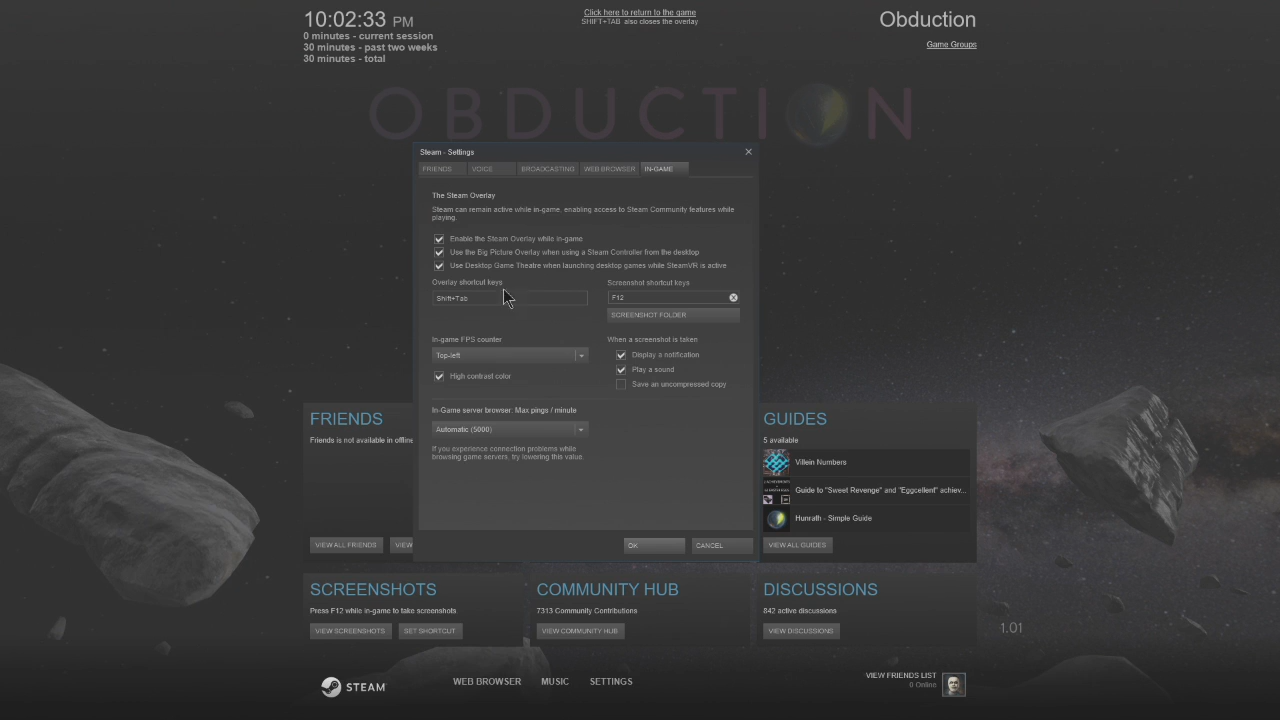 10:02:33 PM
0 minutes - current session
30 minutes - past two weeks
30 minutes - total
Click here to return to the game
SHIFT+TAB also closes the overlay
Obduction
Game Groups
OBDUCTION
Steam - Settings
FRIENDS
VOICE
BROADCASTING
WEB BROWSER
IN-GAME
The Steam Overlay
Steam can remain active while in-game, enabling access to Steam Community features while
playing.
Enable the Steam Overlay while in-game
Use the Big Picture Overlay when using a Steam Controller from the desktop
Use Desktop Game Theatre when launching desktop games while SteamVR is active
Overlay shortcut keys
Shift+Tab
Screenshot shortcut keys
F12
SCREENSHOT FOLDER
In-game FPS counter
Top-left
High contrast color
When a screenshot is taken
Display a notification
Play a sound
Save an uncompressed copy
In-Game server browser: Max pings / minute
Automatic (5000)
If you experience connection problems while
browsing game servers, try lowering this value.
OK
CANCEL
FRIENDS
Friends is not available in offline
VIEW ALL FRIENDS
VIEW
GUIDES
5 available
Villein Numbers
Guide to "Sweet Revenge" and "Eggcellent" achiev...
Hunrath - Simple Guide
VIEW ALL GUIDES
SCREENSHOTS
Press F12 while in-game to take screenshots
VIEW SCREENSHOTS
SET SHORTCUT
COMMUNITY HUB
7313 Community Contributions
VIEW COMMUNITY HUB
DISCUSSIONS
842 active discussions
VIEW DISCUSSIONS
1.01
STEAM
WEB BROWSER
MUSIC
SETTINGS
VIEW FRIENDS LIST
0 Online